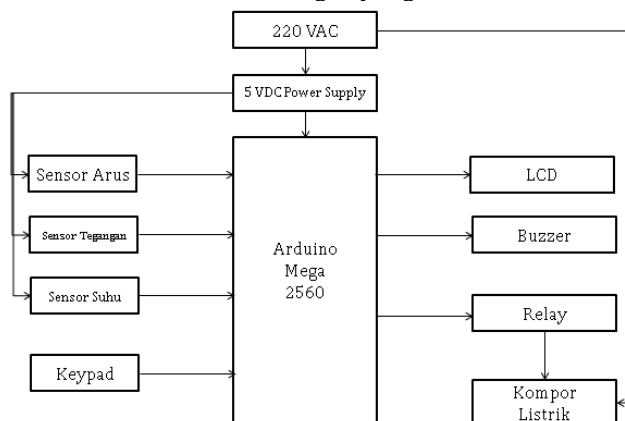 220 VAC
5 VDC Power Supply
Sensor Arus
LCD
Sensor Tegangan
Buzzer
Arduino
Mega
2560
Sensor Suhu
Relay
Keypad
Kompor
Listrik